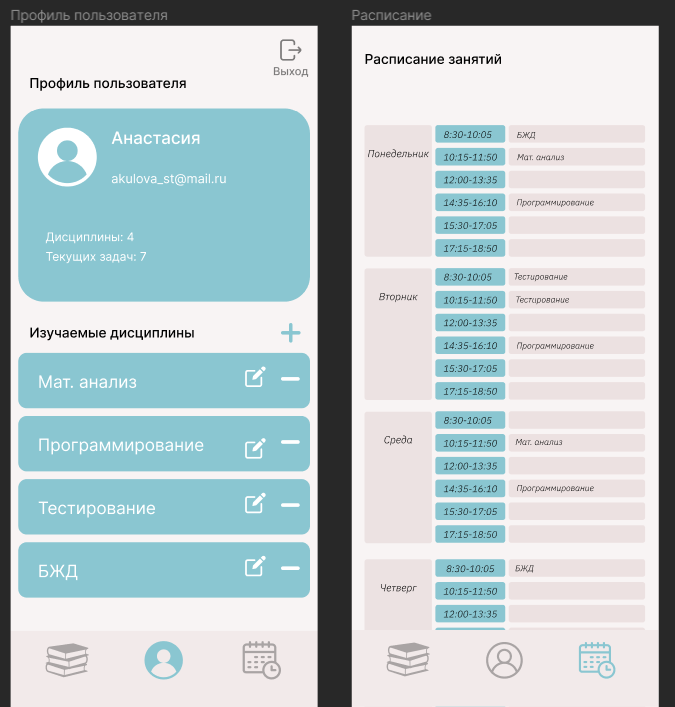 Профиль пользователя
Выход
Профиль пользователя
Анастасия
akulova_st@mail.ru
Дисциплины: 4
Текущих задач: 7
Изучаемые дисциплины
Мат. анализ
Программирование
Тестирование
БЖД
Расписание
Расписание занятий
Понедельник
8:30-10:05 БЖД
10:15-11:50 Мат. анализ
12:00-13:35
14:35-16:10 Программирование
15:30-17:05
17:15-18:50
Вторник
8:30-10:05 Тестирование
10:15-11:50 Тестирование
12:00-13:35
14:35-16:10 Программирование
15:30-17:05
17:15-18:50
Среда
8:30-10:05
10:15-11:50 Мат. анализ
12:00-13:35
14:35-16:10 Программирование
15:30-17:05
17:15-18:50
Четверг
8:30-10:05 БЖД
10:15-11:50
12:00-13:35